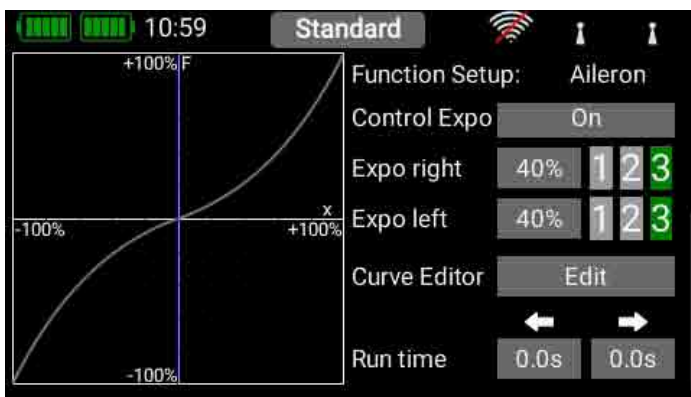 10:59 Standard
+100% F
Function Setup: Aileron
Control Expo On
Expo right 40% 1 2 3
x
-100% +100%
Expo left 40% 1 2 3
Curve Editor Edit
Run time 0.0s 0.0s
-100%